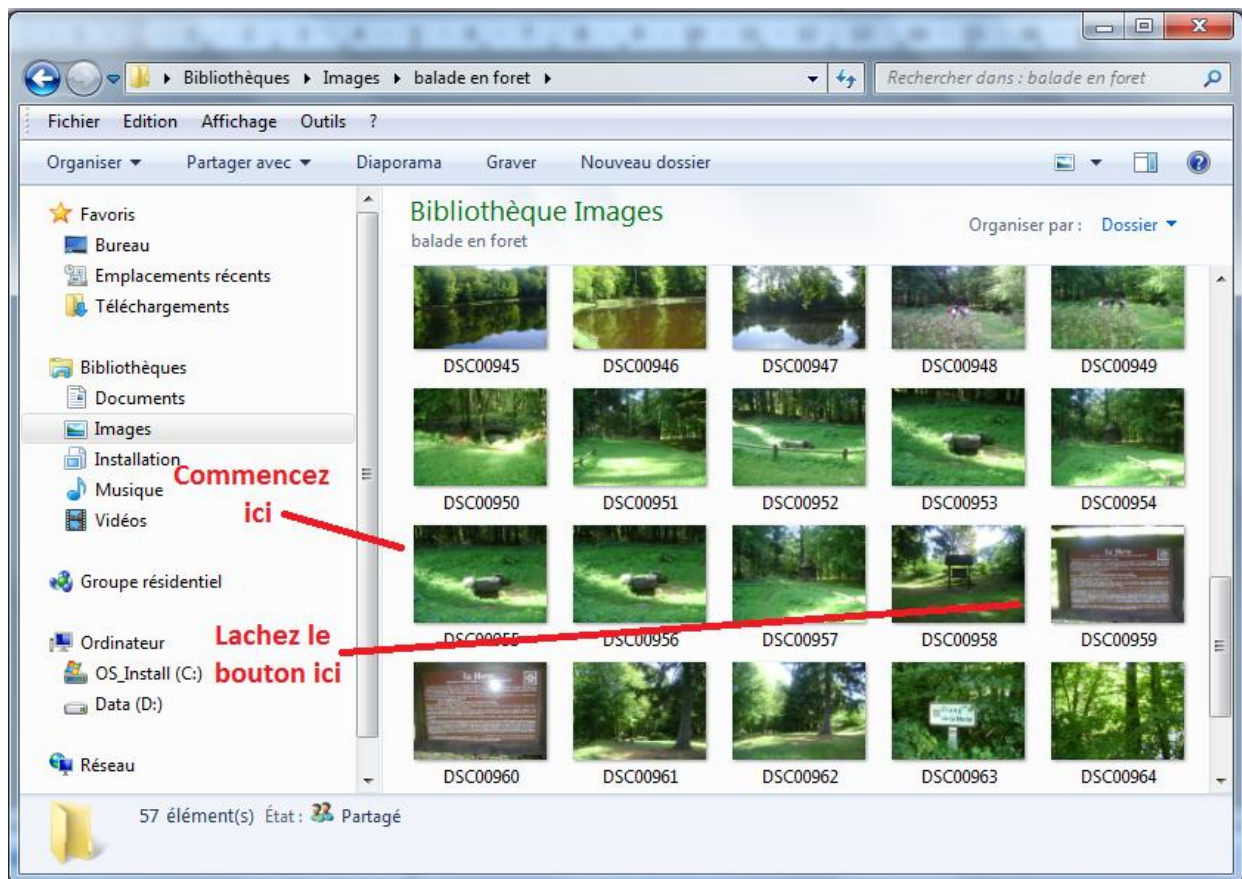 Bibliothèques Images balade en foret
Rechercher dans : balade en foret
Fichier Edition Affichage Outils ?
Organiser Partager avec Diaporama Graver Nouveau dossier
Favoris
Bureau
Emplacements récents
Téléchargements
Bibliothèques
Documents
Images
Installation
Musique
Vidéos
Groupe résidentiel
Ordinateur
OS_Install (C:)
Data (D:)
Réseau
Commencez
ici
Lachez le
bouton ici
Bibliothèque Images
balade en foret
Organiser par : Dossier
DSC00945 DSC00946 DSC00947 DSC00948 DSC00949
DSC00950 DSC00951 DSC00952 DSC00953 DSC00954
DSC00955 DSC00956 DSC00957 DSC00958 DSC00959
DSC00960 DSC00961 DSC00962 DSC00963 DSC00964
57 élément(s) État : Partagé